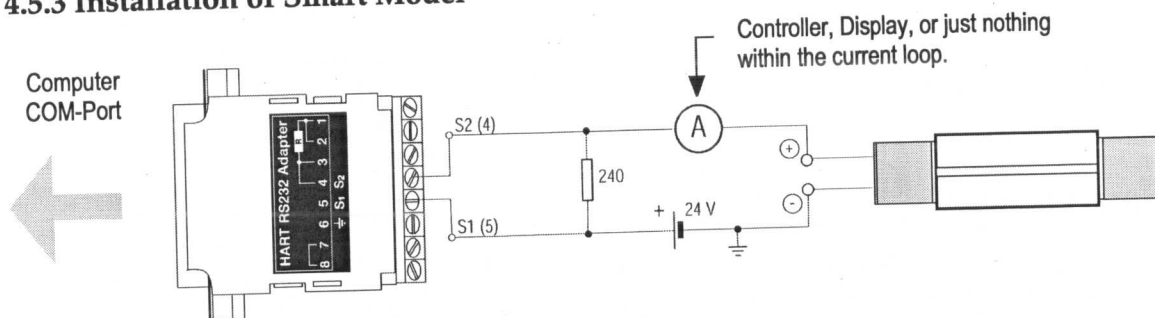 4.5.3 Installation of Smart Model
Controller, Display, or just nothing
within the current loop.
Computer
COM-Port
HART RS232 Adapter
R
1
2
3
4 S2
5 S1
6
7
8
S2 (4)
A
+
240
S1 (5)
+ 24 V
-